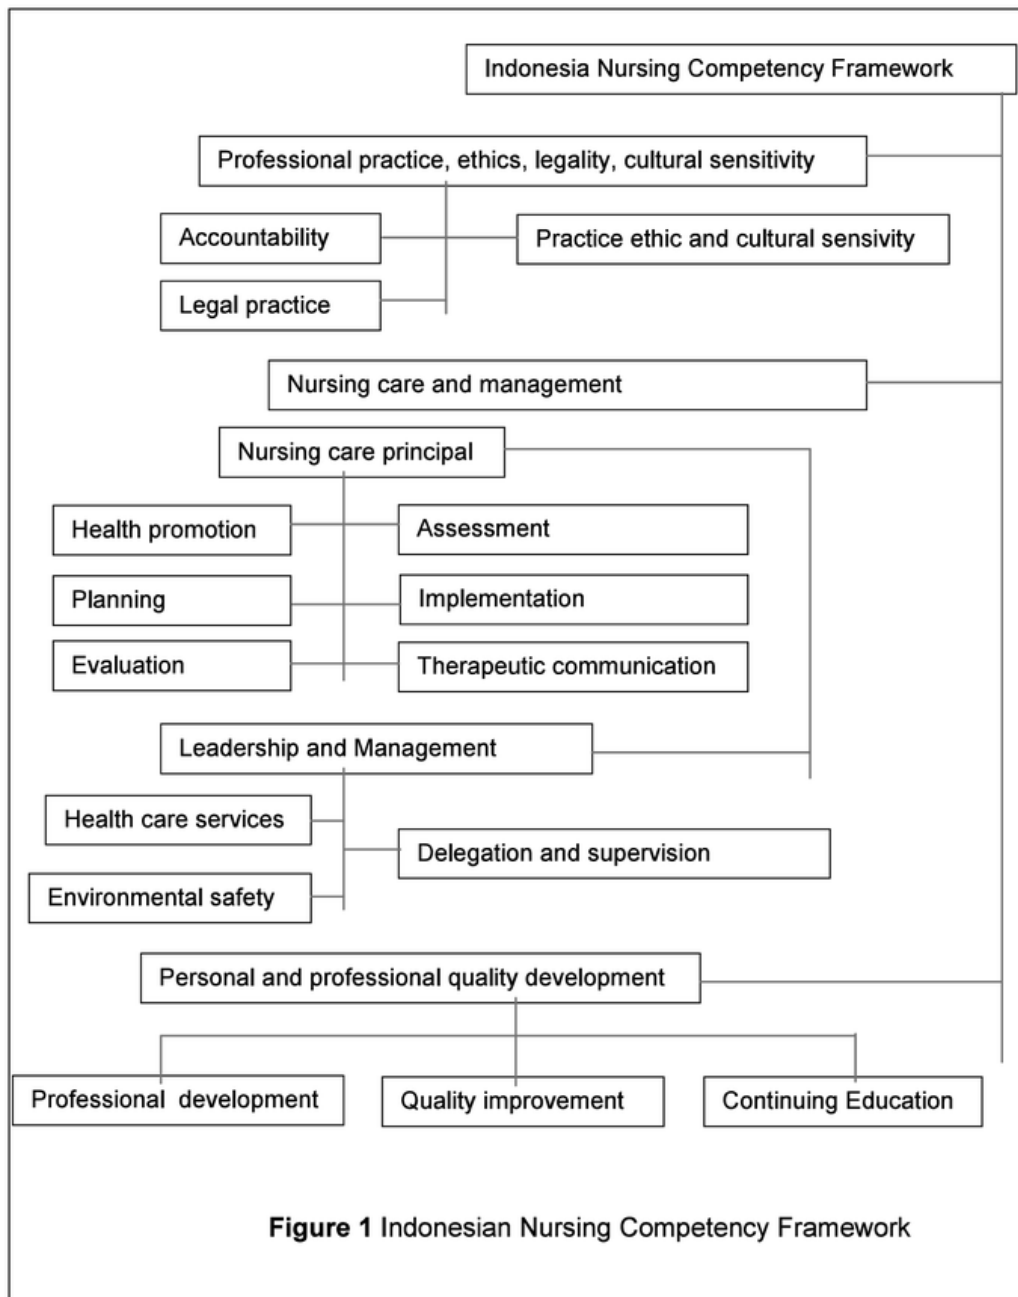 Indonesia Nursing Competency Framework
Professional practice, ethics, legality, cultural sensitivity
Accountability
Practice ethic and cultural sensivity
Legal practice
Nursing care and management
Nursing care principal
Health promotion
Assessment
Planning
Implementation
Evaluation
Therapeutic communication
Leadership and Management
Health care services
Delegation and supervision
Environmental safety
Personal and professional quality development
Professional development
Quality improvement
Continuing Education
Figure 1 Indonesian Nursing Competency Framework